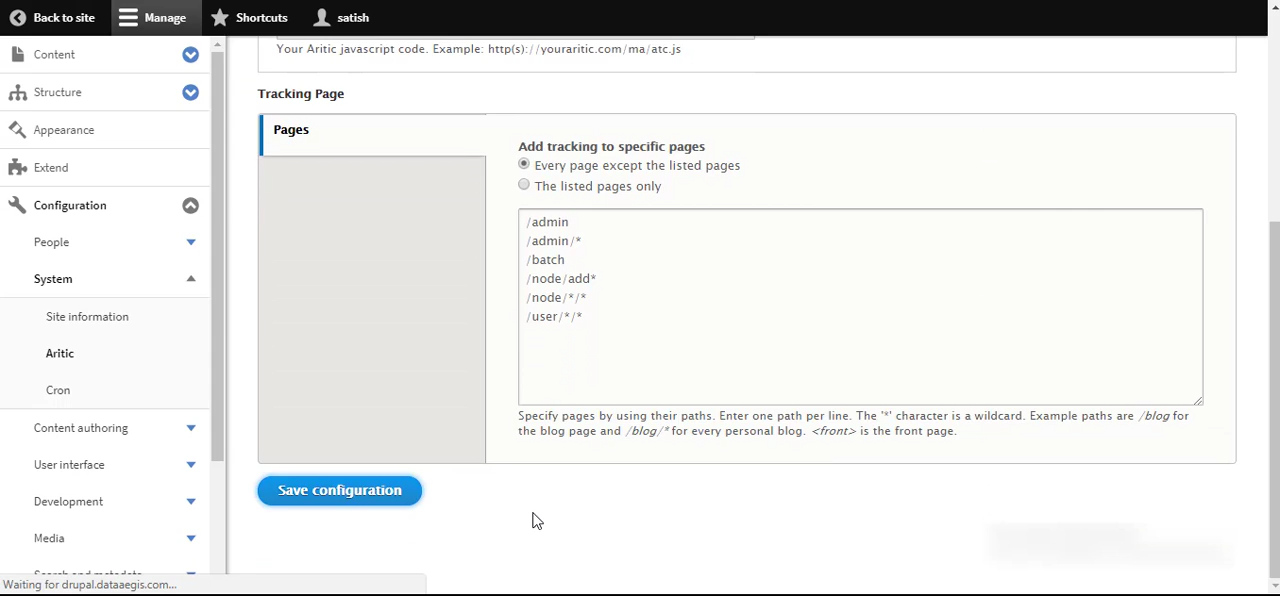 Back to site Manage Shortcuts satish
Content
Structure
Appearance
Extend
Configuration
People
System
Site information
Aritic
Cron
Content authoring
User interface
Development
Media
Your Aritic javascript code. Example: http(s)://youraritic.com/ma/atc.js
Tracking Page
Pages
Add tracking to specific pages
Every page except the listed pages
The listed pages only
/admin
/admin/*
/batch
/node/add*
/node/*/*
/user/*/*
Specify pages by using their paths. Enter one path per line. The '*' character is a wildcard. Example paths are /blog for
the blog page and /blog/* for every personal blog. <front> is the front page.
Save configuration
Waiting for drupal.dataaegis.com...